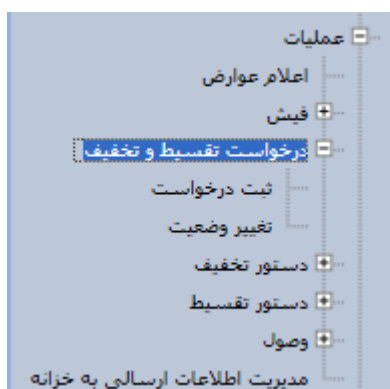 عملیات
اعلام عوارض
فیش
درخواست تقسیط و تخفیف
ثبت درخواست
تغییر وضعیت
دستور تخفیف
دستور تقسیط
وصول
مدیریت اطلاعات ارسالی به خزانه